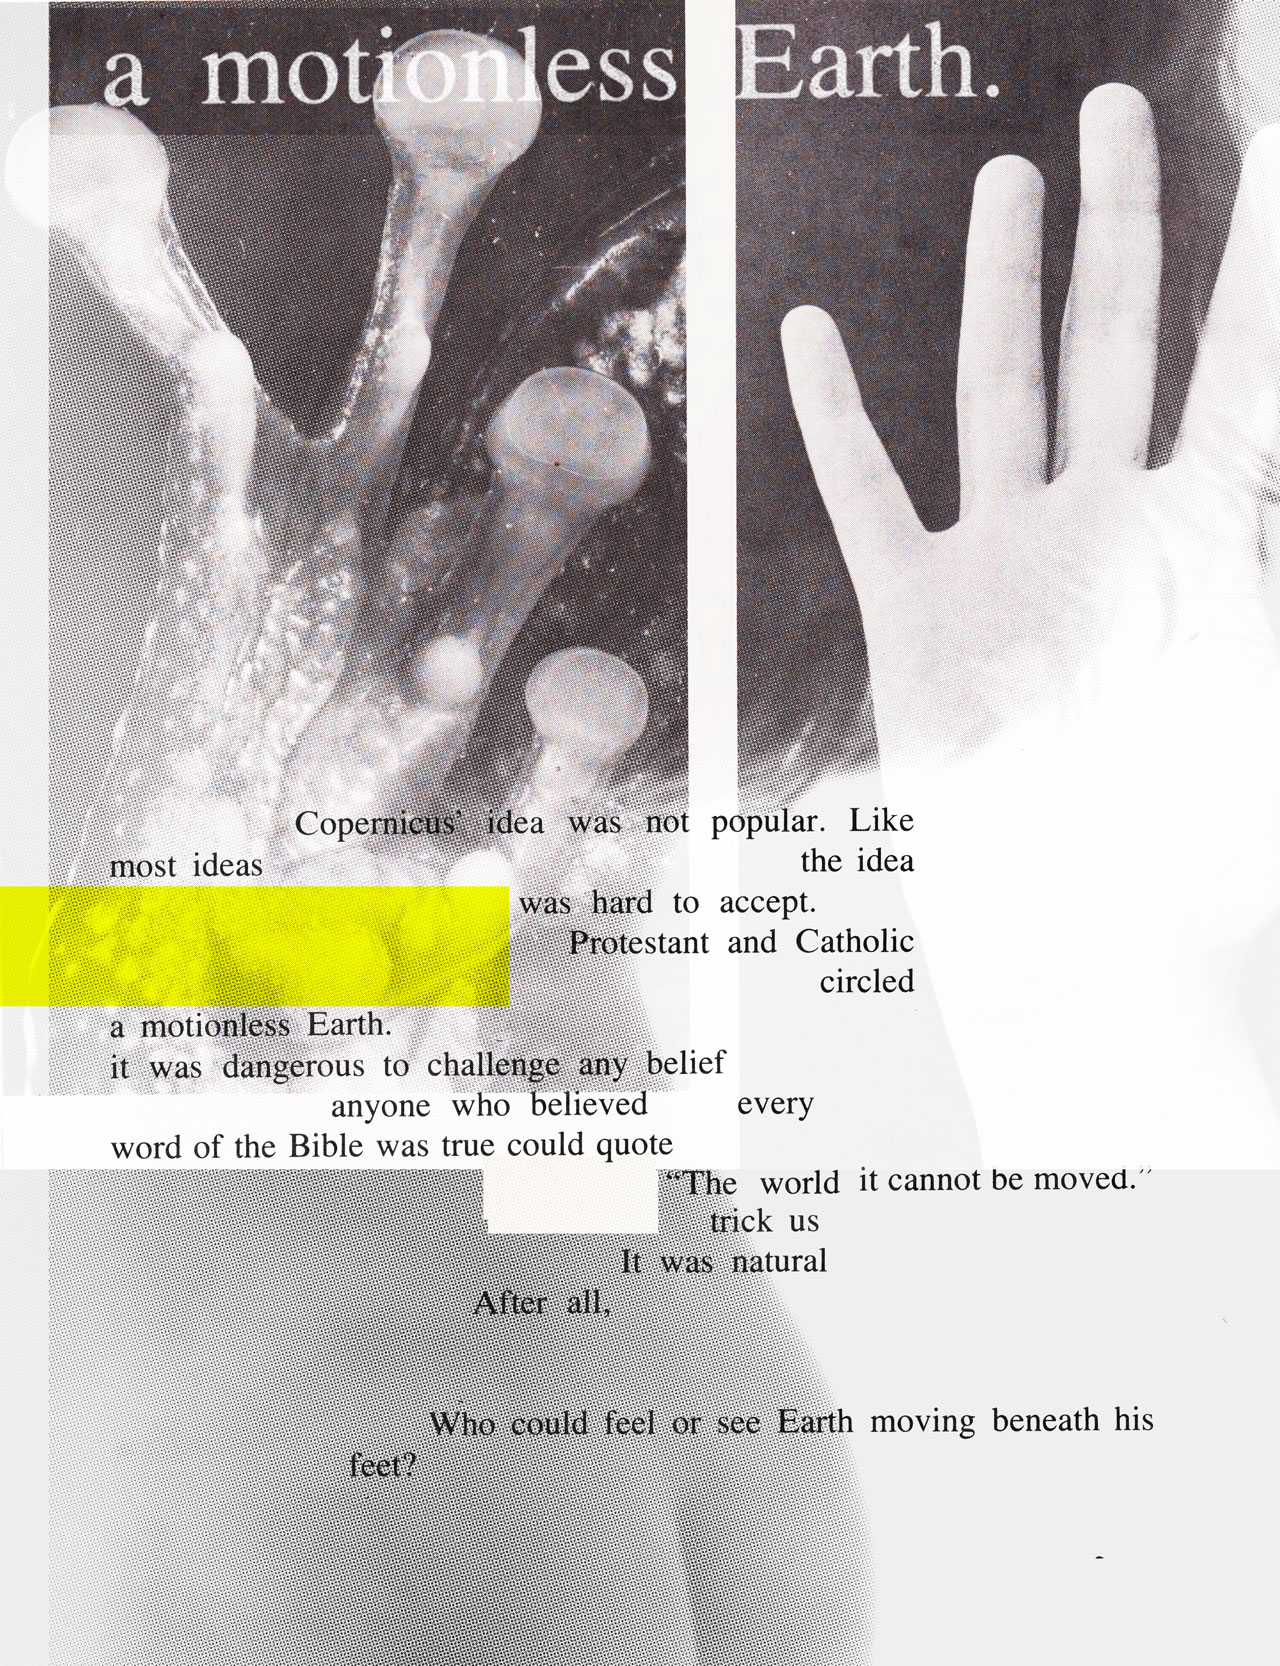 a motionless Earth.
Copernicus' idea was not popular. Like
most ideas the idea
was hard to accept.
Protestant and Catholic
circled
a motionless Earth.
it was dangerous to challenge any belief
anyone who believed every
word of the Bible was true could quote
“The world it cannot be moved.”
trick us
It was natural
After all,
Who could feel or see Earth moving beneath his
feet?